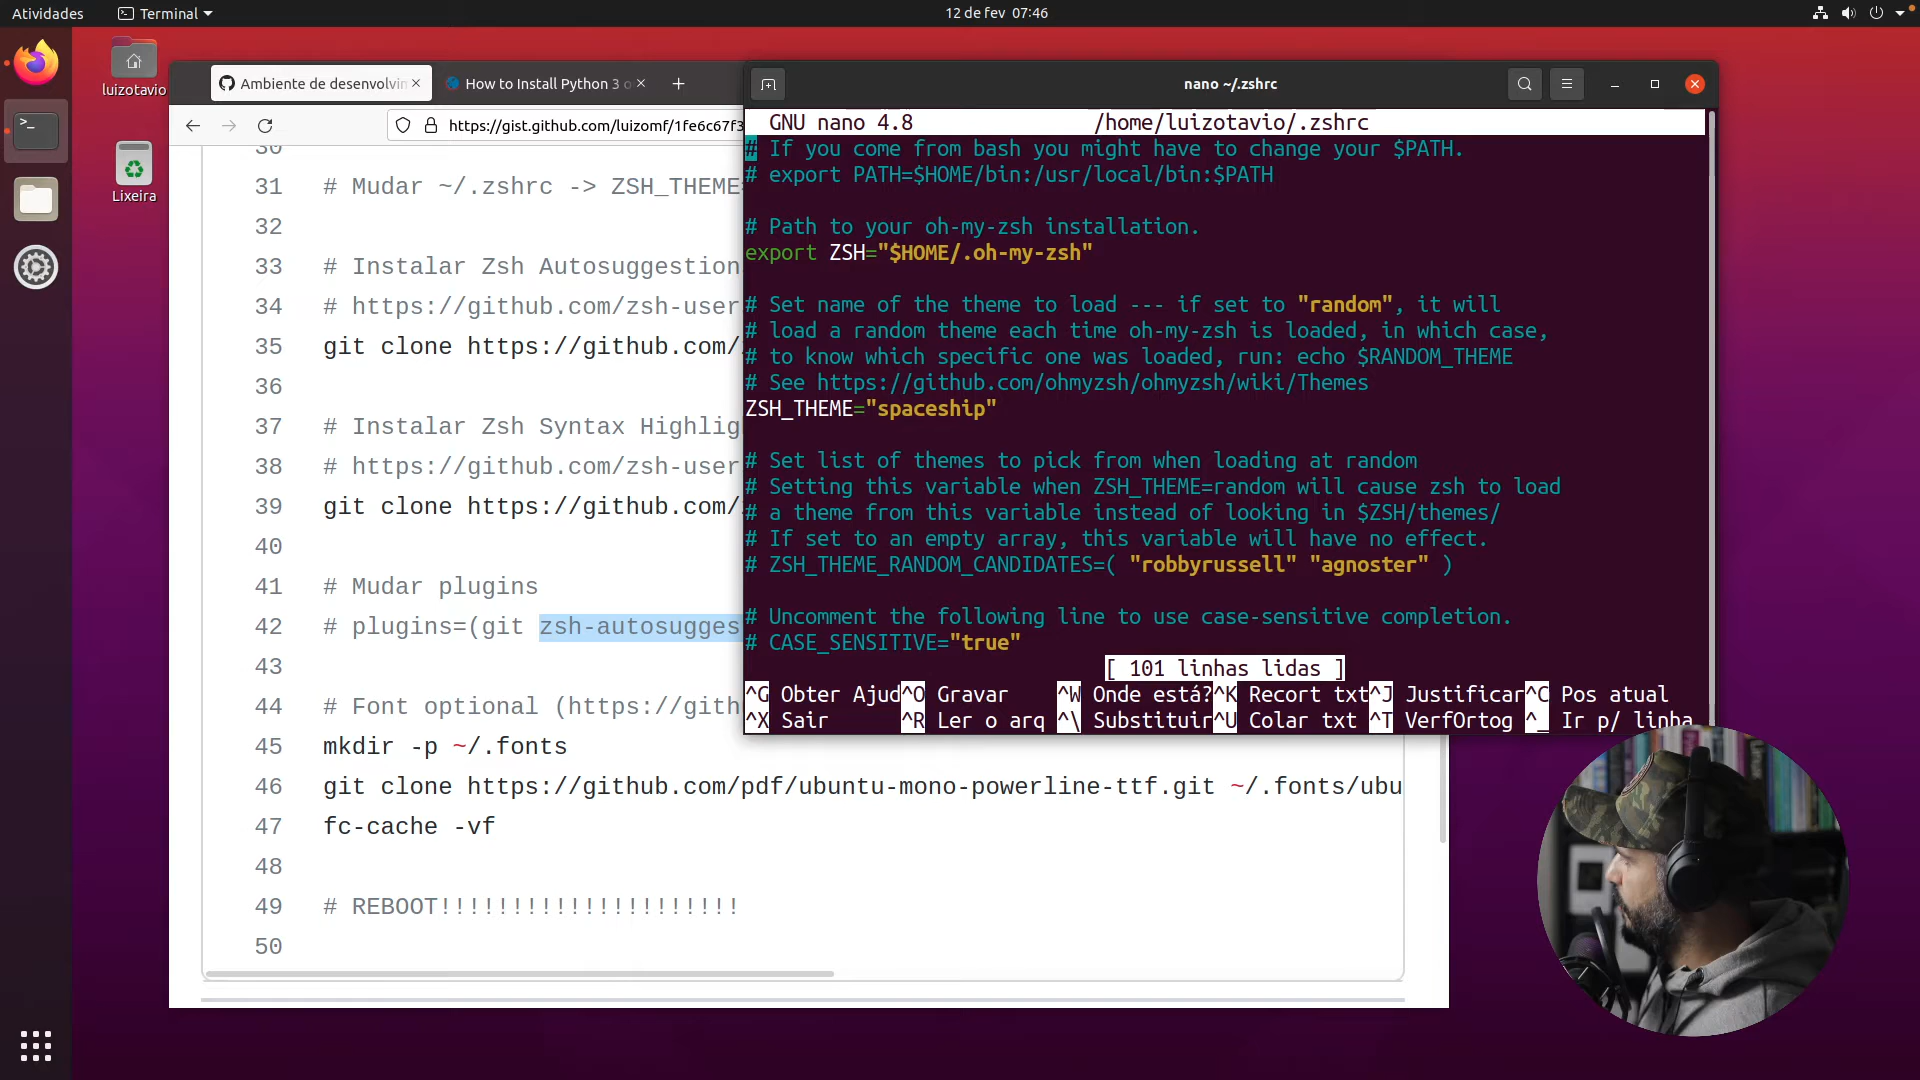 Atividades
Terminal
12 de fev 07:46
luizotavio
Lixeira
Ambiente de desenvolvim
How to Install Python 3 o
https://gist.github.com/luizomf/1fe6c67f3
30
31 # Mudar ~/.zshrc -> ZSH_THEME=
32
33 # Instalar Zsh Autosuggestion
34 # https://github.com/zsh-user
35 git clone https://github.com/
36
37 # Instalar Zsh Syntax Highlig
38 # https://github.com/zsh-user
39 git clone https://github.com/
40
41 # Mudar plugins
42 # plugins=(git zsh-autosugges
43
44 # Font optional (https://gith
45 mkdir -p ~/.fonts
46 git clone https://github.com/pdf/ubuntu-mono-powerline-ttf.git ~/.fonts/ubu
47 fc-cache -vf
48
49 # REBOOT!!!!!!!!!!!!!!!!!!!!!
50
nano ~/.zshrc
GNU nano 4.8 /home/luizotavio/.zshrc
# If you come from bash you might have to change your $PATH.
# export PATH=$HOME/bin:/usr/local/bin:$PATH
# Path to your oh-my-zsh installation.
export ZSH="$HOME/.oh-my-zsh"
# Set name of the theme to load --- if set to "random", it will
# load a random theme each time oh-my-zsh is loaded, in which case,
# to know which specific one was loaded, run: echo $RANDOM_THEME
# See https://github.com/ohmyzsh/ohmyzsh/wiki/Themes
ZSH_THEME="spaceship"
# Set list of themes to pick from when loading at random
# Setting this variable when ZSH_THEME=random will cause zsh to load
# a theme from this variable instead of looking in $ZSH/themes/
# If set to an empty array, this variable will have no effect.
# ZSH_THEME_RANDOM_CANDIDATES=( "robbyrussell" "agnoster" )
# Uncomment the following line to use case-sensitive completion.
# CASE_SENSITIVE="true"
[ 101 linhas lidas ]
^G Obter Ajud ^O Gravar ^W Onde está? ^K Recort txt ^J Justificar ^C Pos atual
^X Sair ^R Ler o arq ^\ Substituir ^U Colar txt ^T VerfOrtog ^_ Ir p/ linha